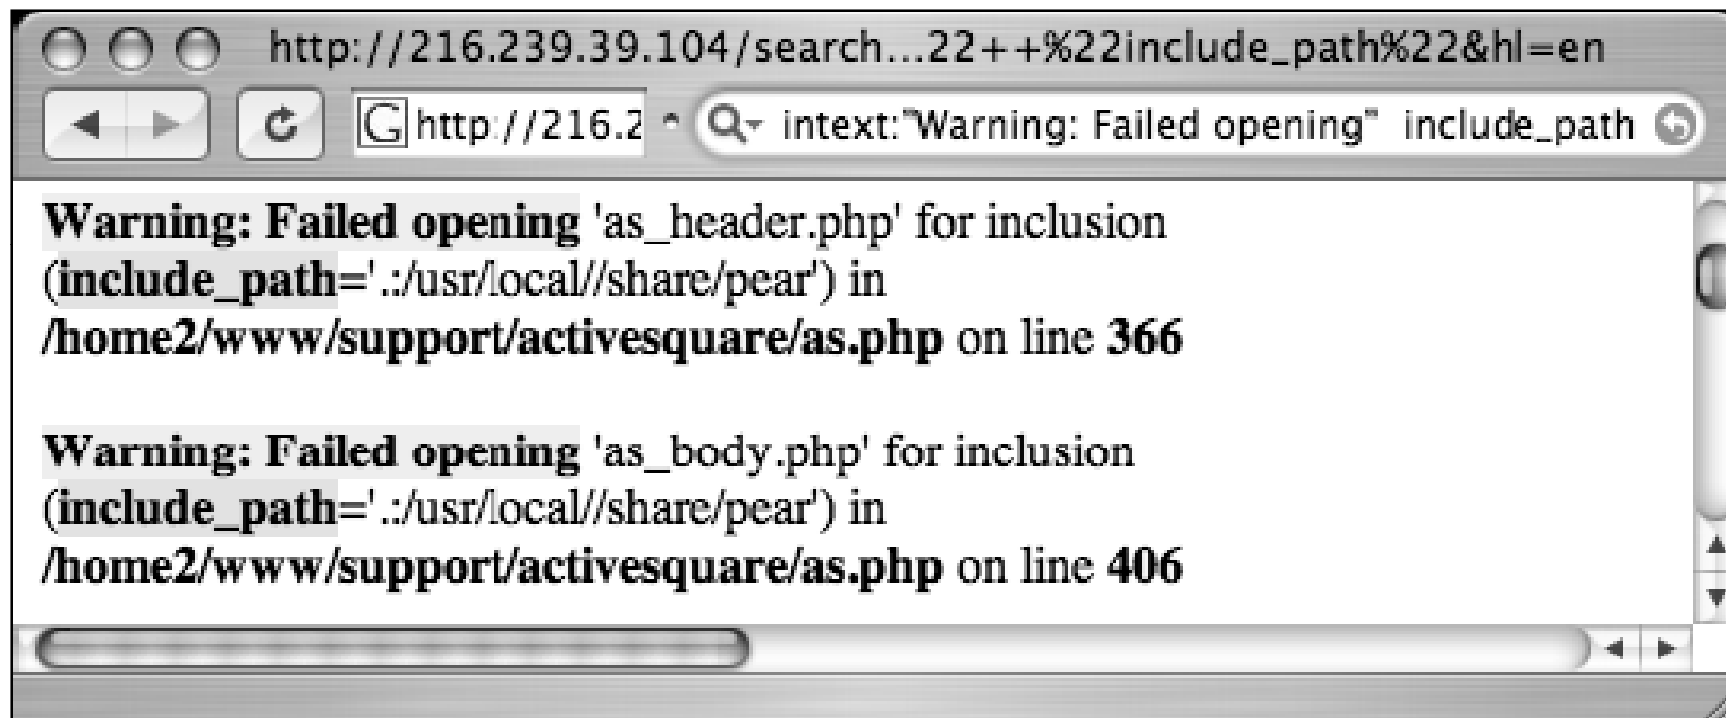 http://216.239.39.104/search...22++%22include_path%22&hl=en
G http://216.2 intext:"Warning: Failed opening" include_path
Warning: Failed opening 'as_header.php' for inclusion
(include_path='.:/usr/local//share/pear') in
/home2/www/support/activesquare/as.php on line 366
Warning: Failed opening 'as_body.php' for inclusion
(include_path='.:/usr/local//share/pear') in
/home2/www/support/activesquare/as.php on line 406